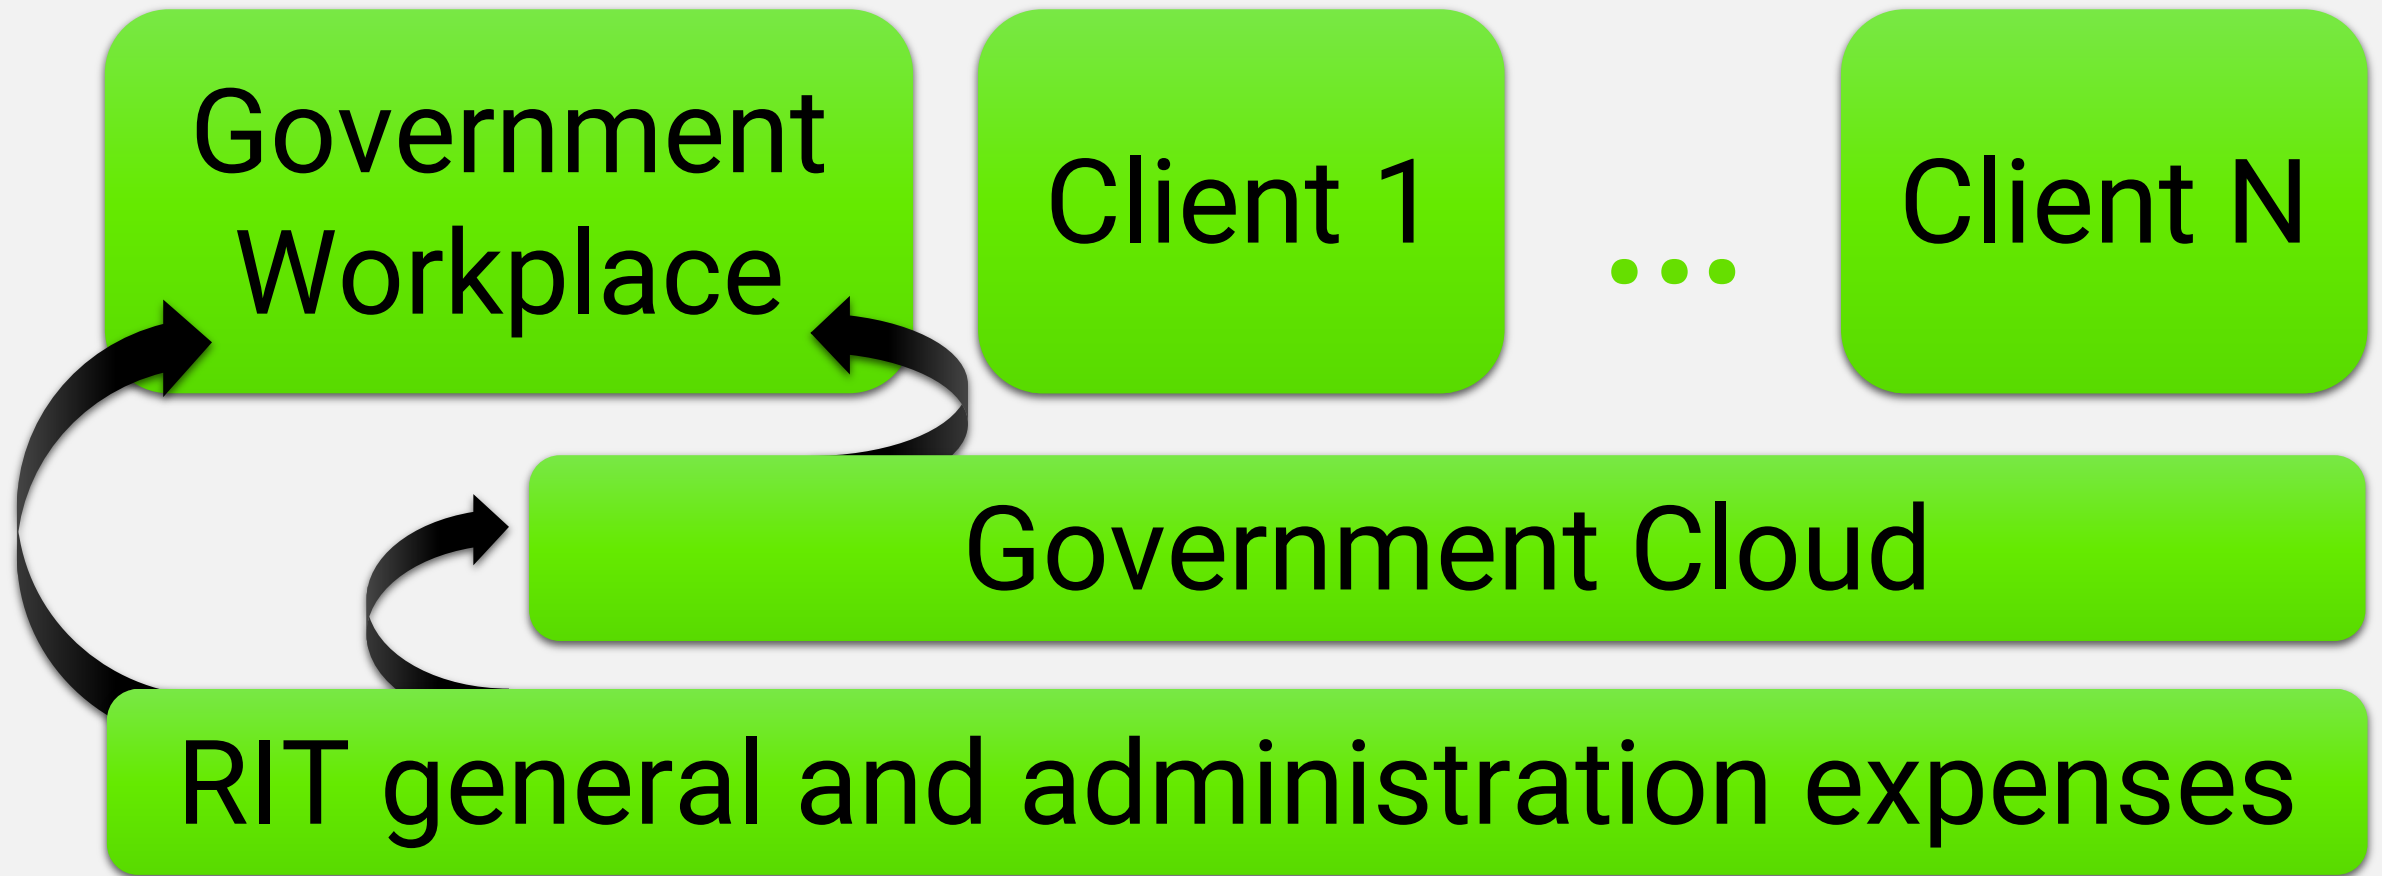 Government
Workplace
Client 1
...
Client N
Government Cloud
RIT general and administration expenses